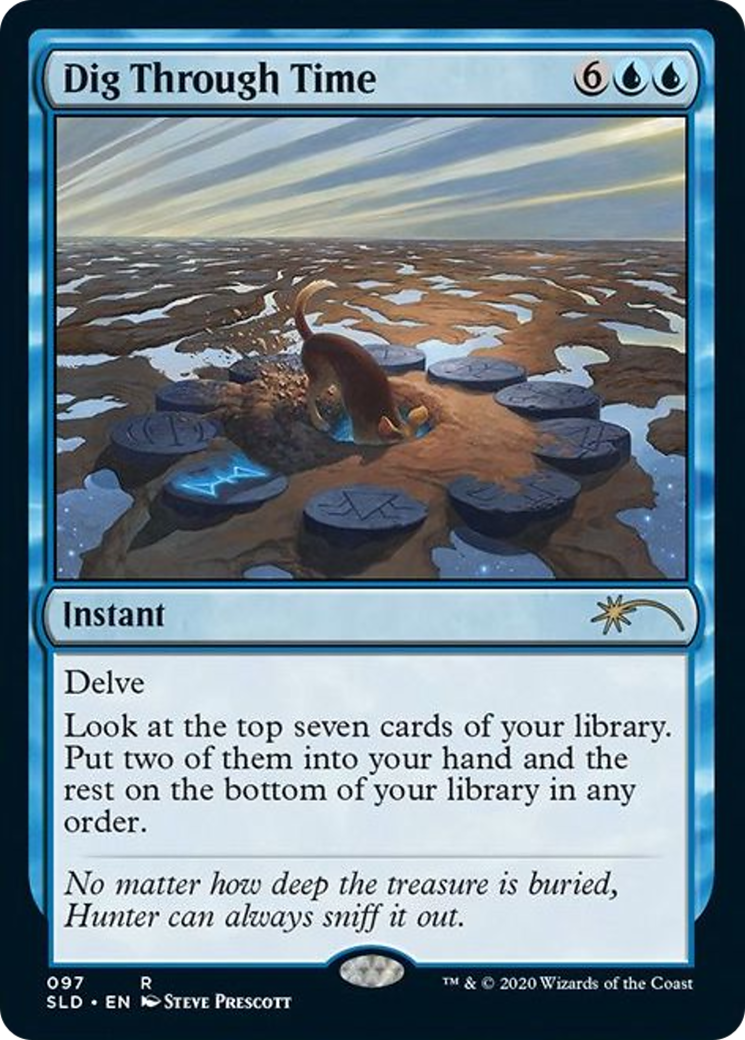 Dig Through Time 6
Instant
Delve
Look at the top seven cards of your library.
Put two of them into your hand and the
rest on the bottom of your library in any
order.
No matter how deep the treasure is buried,
Hunter can always sniff it out.
097 R
SLD • EN Steve Prescott
™ & © 2020 Wizards of the Coast